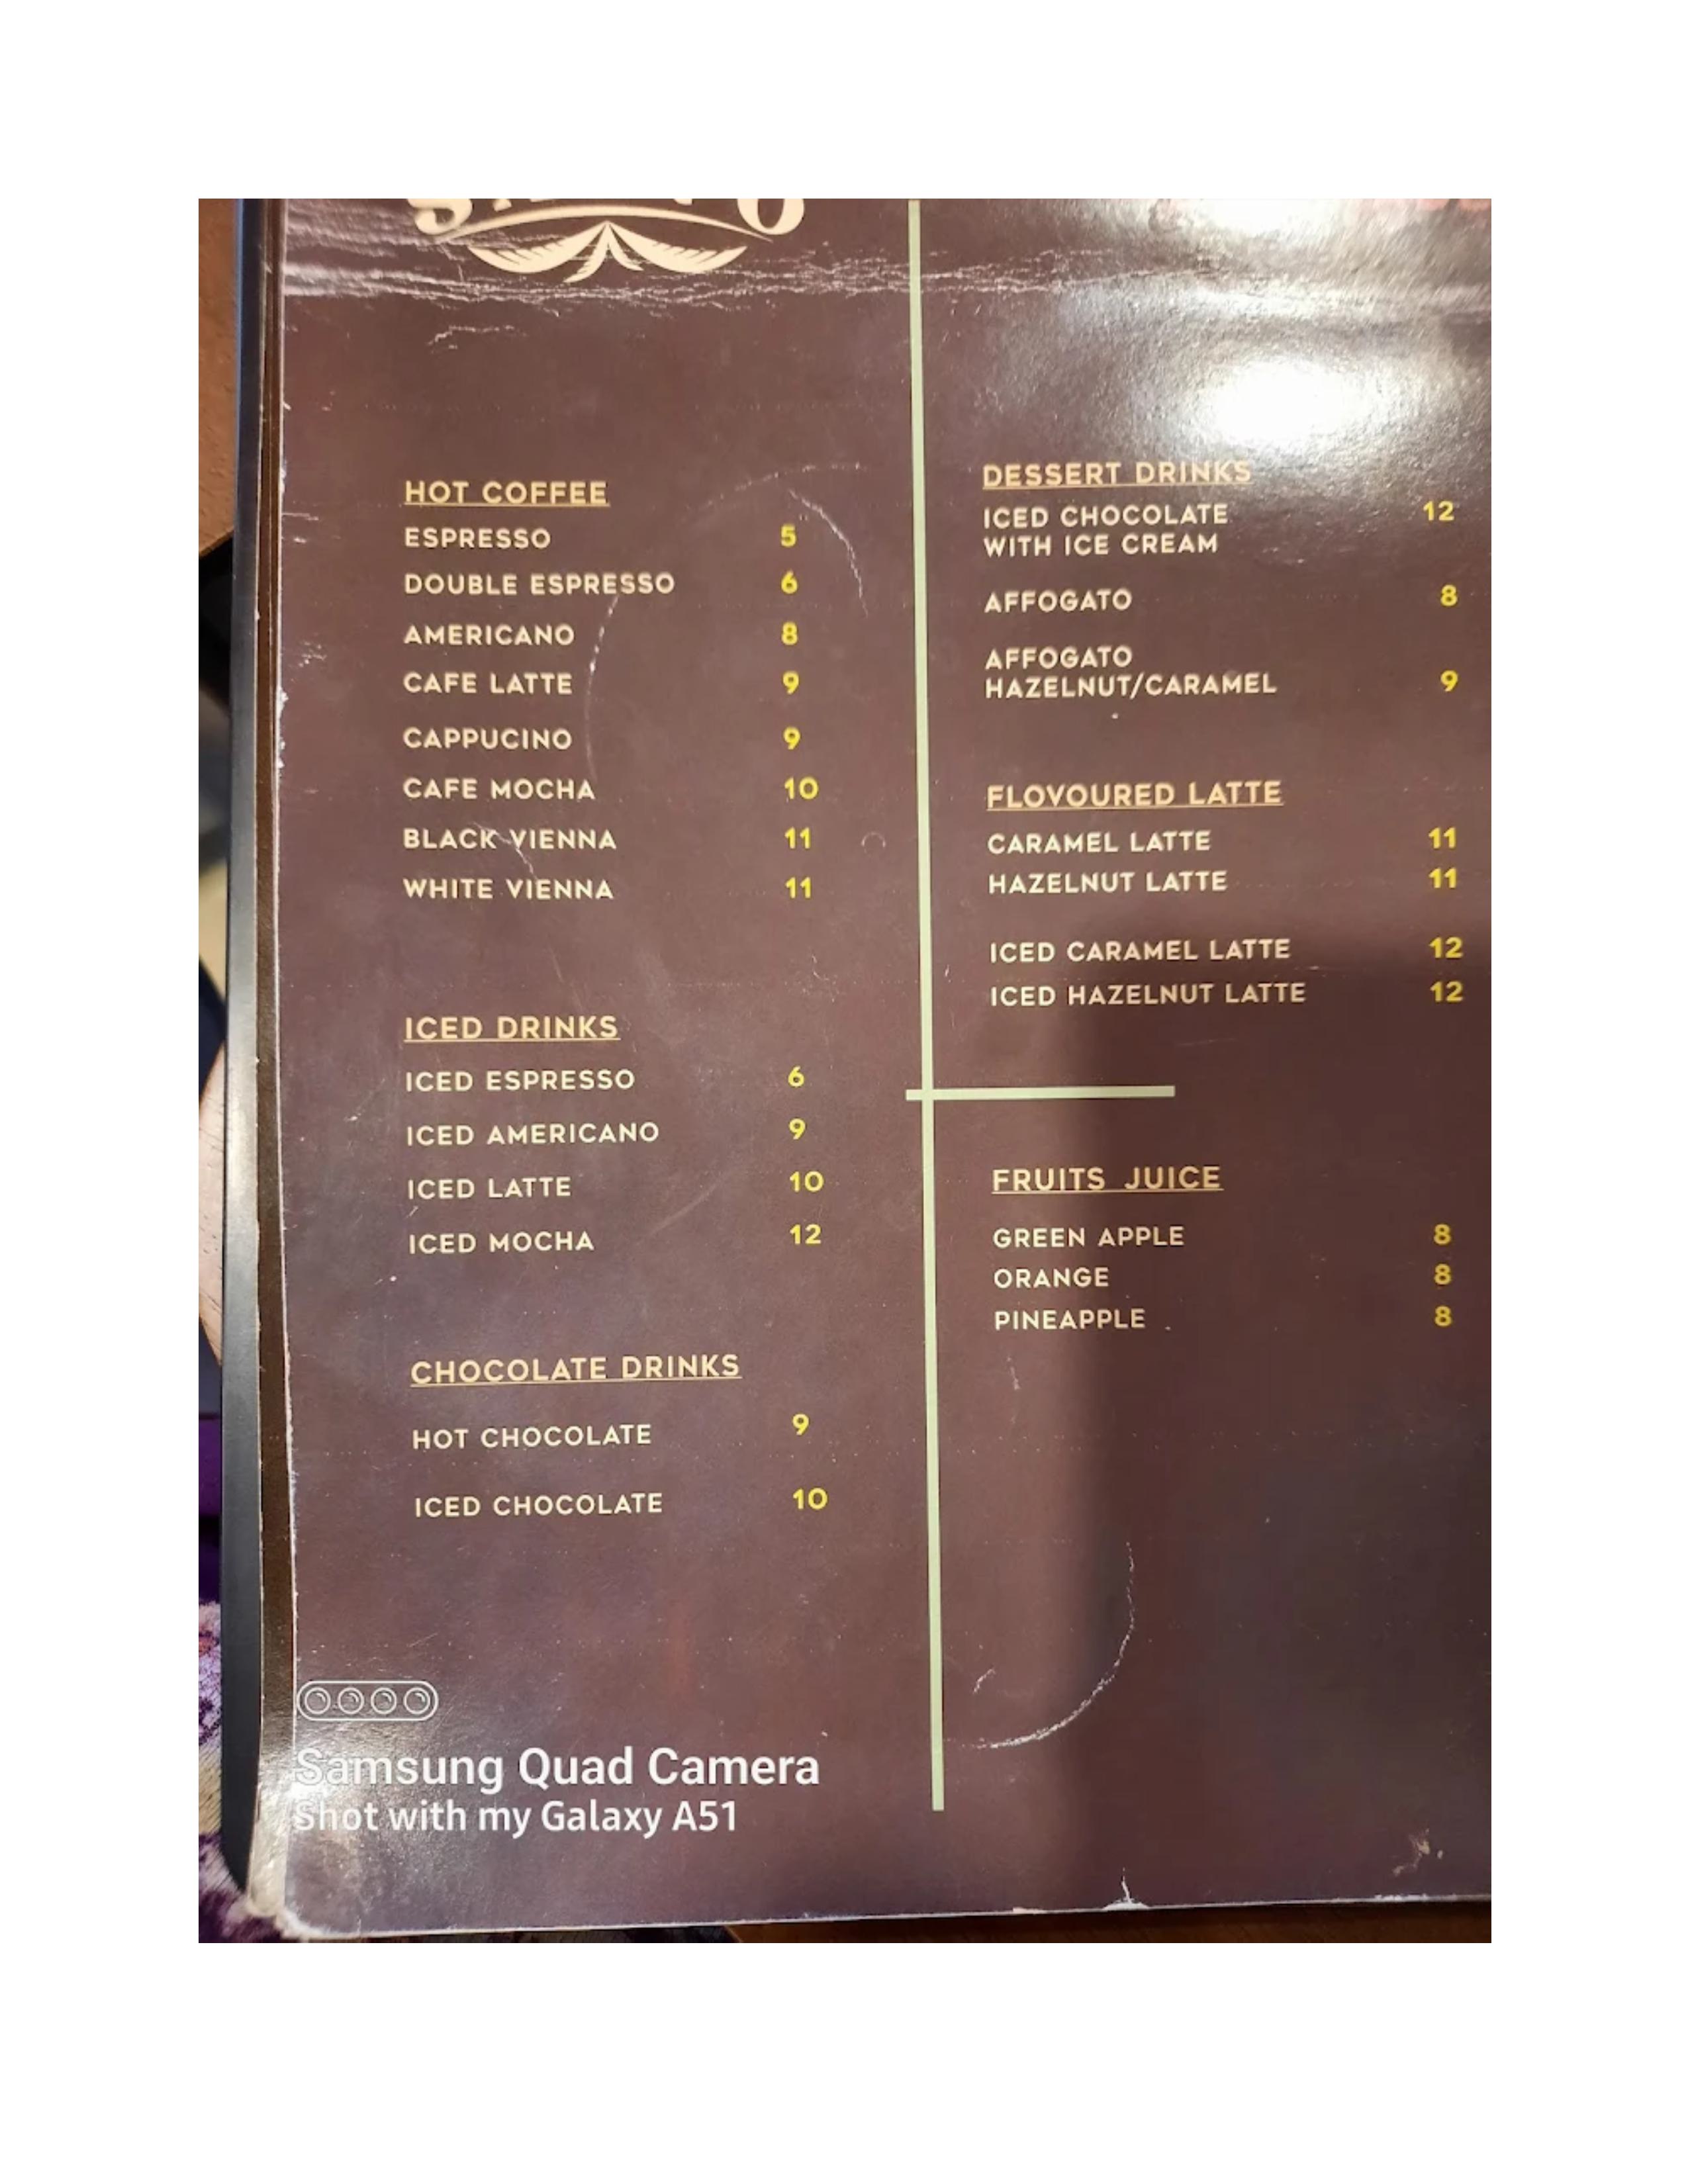 HOT COFFEE
ESPRESSO 5
DOUBLE ESPRESSO 6
AMERICANO 8
CAFE LATTE 9
CAPPUCINO 9
CAFE MOCHA 10
BLACK VIENNA 11
WHITE VIENNA 11
ICED DRINKS
ICED ESPRESSO 6
ICED AMERICANO 9
ICED LATTE 10
ICED MOCHA 12
CHOCOLATE DRINKS
HOT CHOCOLATE 9
ICED CHOCOLATE 10
DESSERT DRINKS
ICED CHOCOLATE 12
WITH ICE CREAM
AFFOGATO 8
AFFOGATO
HAZELNUT/CARAMEL 9
FLOVOURED LATTE
CARAMEL LATTE 11
HAZELNUT LATTE 11
ICED CARAMEL LATTE 12
ICED HAZELNUT LATTE 12
FRUITS JUICE
GREEN APPLE 8
ORANGE 8
PINEAPPLE 8
Samsung Quad Camera
Shot with my Galaxy A51